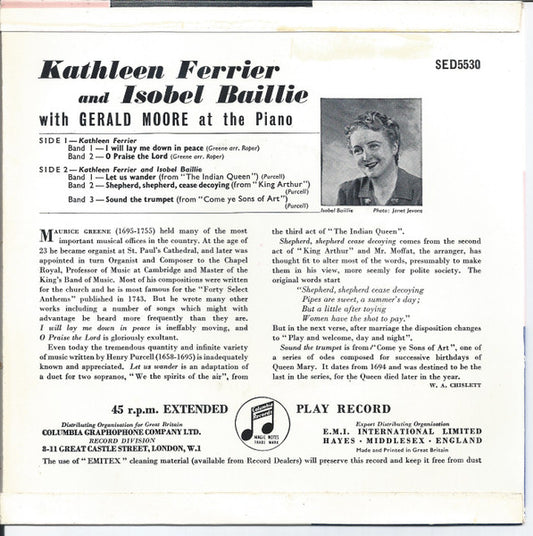 Kathleen Ferrier
and Isobel Baillie
SED5530
with GERALD MOORE at the Piano
SIDE 1 — Kathleen Ferrier
Band 1 – I will lay me down in peace (Greene arr. Roper)
Band 2 – O Praise the Lord (Greene arr. Roper)
SIDE 2 — Kathleen Ferrier and Isobel Baillie
Band 1 — Let us wander (from "The Indian Queen") (Purcell)
Band 2 — Shepherd, shepherd, cease decoying (from "King Arthur")
(Purcell)
Band 3 – Sound the trumpet (from "Come ye Sons of Art")
(Purcell)
Isobel Baillie Photo: Janet Jevons
MAURICE GREENE (1695-1755) held many of the most
important musical offices in the country. At the age of
23 he became organist at St. Paul's Cathedral, and later was
appointed in turn Organist and Composer to the Chapel
Royal, Professor of Music at Cambridge and Master of the
King's Band of Music. Most of his compositions were written
for the church and he is most famous for the "Forty Select
Anthems" published in 1743. But he wrote many other
works including a number of songs which might with
advantage be heard more frequently than they are.
I will lay me down in peace is ineffably moving, and
O Praise the Lord is gloriously exultant.
Even today the tremendous quantity and infinite variety
of music written by Henry Purcell (1658-1695) is inadequately
known and appreciated. Let us wander is an adaptation of
a duet for two sopranos, "We the spirits of the air", from
the third act of "The Indian Queen".
Shepherd, shepherd cease decoying comes from the second
act of "King Arthur" and Mr. Moffat, the arranger, has
thought fit to alter most of the words, presumably to make
them in his view, more seemly for polite society. The
original words start
"Shepherd, shepherd cease decoying
Pipes are sweet, a summer's day;
But a little after toying
Women have the shot to pay."
But in the next verse, after marriage the disposition changes
to "Play and welcome, day and night".
Sound the trumpet is from "Come ye Sons of Art", one of
a series of odes composed for successive birthdays of
Queen Mary. It dates from 1694 and was destined to be the
last in the series, for the Queen died later in the year.
W. A. CHISLETT
45 r.p.m. EXTENDED PLAY RECORD
Columbia
Records
MAGIC NOTES
TRADE MARK
Distributing Organisation for Great Britain
COLUMBIA GRAPHOPHONE COMPANY LTD.
RECORD DIVISION
8-11 GREAT CASTLE STREET, LONDON, W.1
Export Distributing Organisation
E.M.I. INTERNATIONAL LIMITED
HAYES · MIDDLESEX · ENGLAND
Made and Printed in Great Britain
The use of "EMITEX" cleaning material (available from Record Dealers) will preserve this record and keep it free from dust